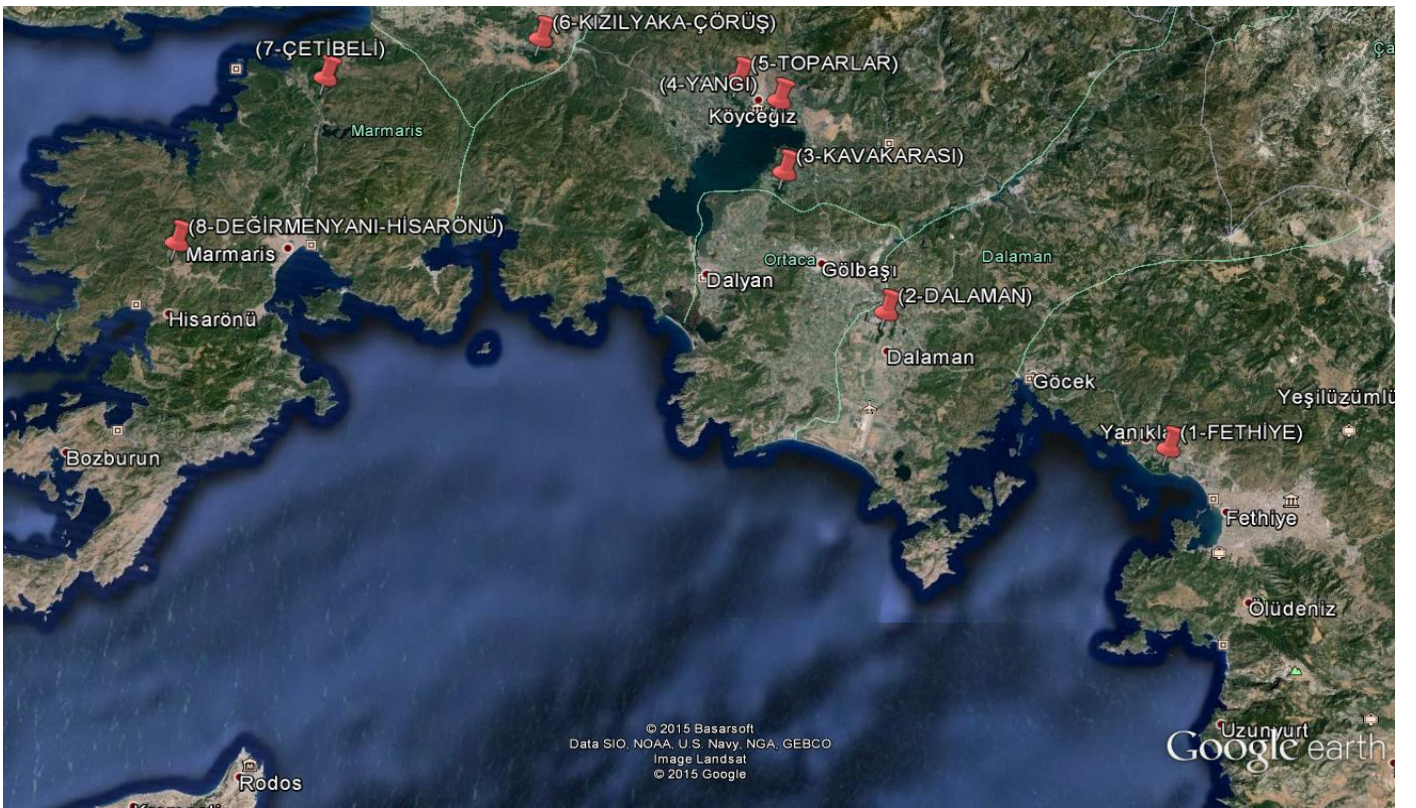 (6-KIZILYAKA-ÇÖRÜŞ)
(7-ÇETİBELİ)
(5-TOPARLAR)
(4-YANGI)
Köyceğiz
Marmaris
(3-KAVAKARASI)
(8-DEĞİRMENYANI-HİSARÖNÜ)
Marmaris
Ortaca
Gölbaşı
Dalaman
Dalyan
(2-DALAMAN)
Hisarönü
Dalaman
Göcek
Yeşilüzümlü
(1-FETHİYE)
Bozburun
Fethiye
Ölüdeniz
Uzunyurt
© 2015 Basarsoft
Data SIO, NOAA, U.S. Navy, NGA, GEBCO
Image Landsat
© 2015 Google
Google earth
Rodos